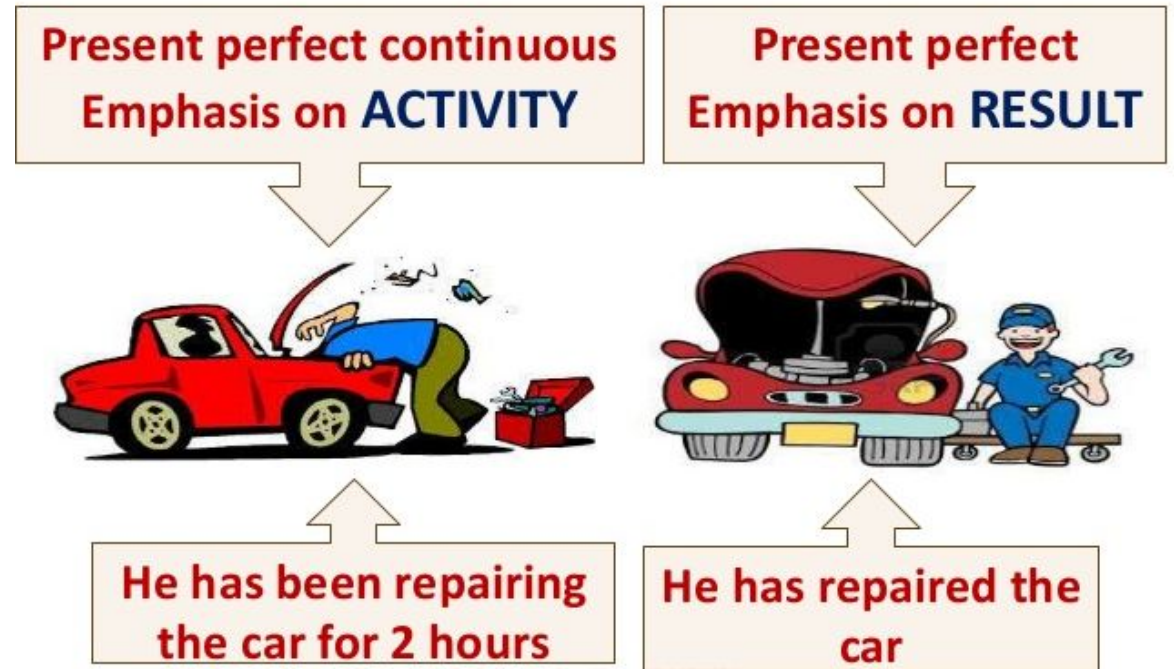 Present perfect continuous
Emphasis on ACTIVITY
Present perfect
Emphasis on RESULT
He has been repairing
the car for 2 hours
He has repaired the
car